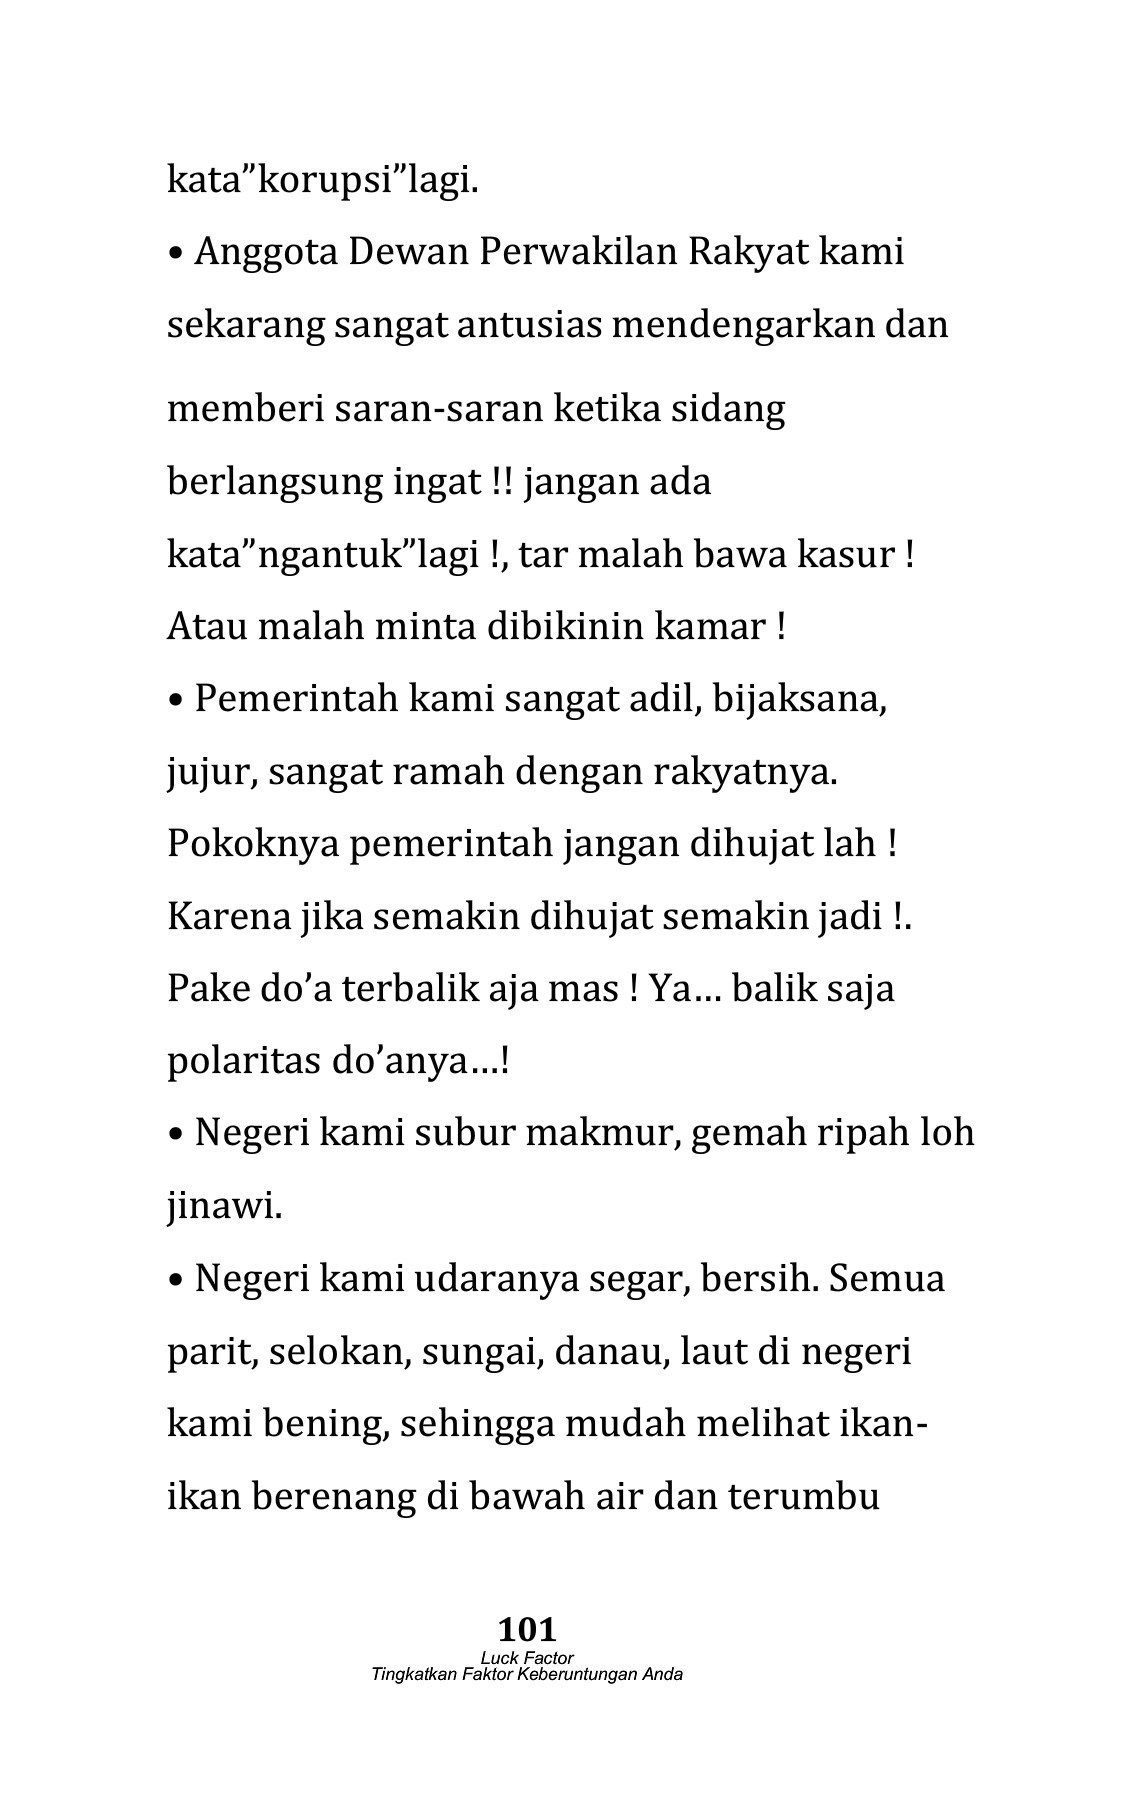 kata”korupsi”lagi.
• Anggota Dewan Perwakilan Rakyat kami
sekarang sangat antusias mendengarkan dan
memberi saran-saran ketika sidang
berlangsung ingat !! jangan ada
kata”ngantuk”lagi !, tar malah bawa kasur !
Atau malah minta dibikinin kamar !
• Pemerintah kami sangat adil, bijaksana,
jujur, sangat ramah dengan rakyatnya.
Pokoknya pemerintah jangan dihujat lah !
Karena jika semakin dihujat semakin jadi !.
Pake do’a terbalik aja mas ! Ya… balik saja
polaritas do’anya…!
• Negeri kami subur makmur, gemah ripah loh
jinawi.
• Negeri kami udaranya segar, bersih. Semua
parit, selokan, sungai, danau, laut di negeri
kami bening, sehingga mudah melihat ikan-
ikan berenang di bawah air dan terumbu
101
Luck Factor
Tingkatkan Faktor Keberuntungan Anda